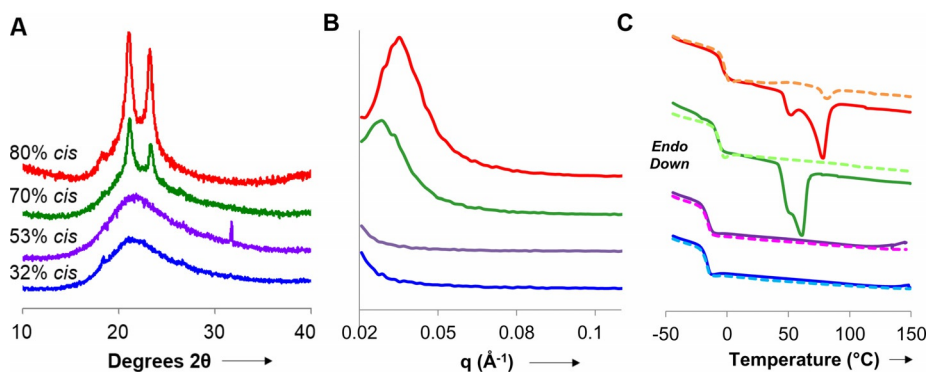 A
80% cis
70% cis
53% cis
32% cis
10 20 30 40
Degrees 2θ
B
0.02 0.05 0.08 0.1
q (Å⁻¹)
C
Endo
Down
-50 0 50 100 150
Temperature (°C)